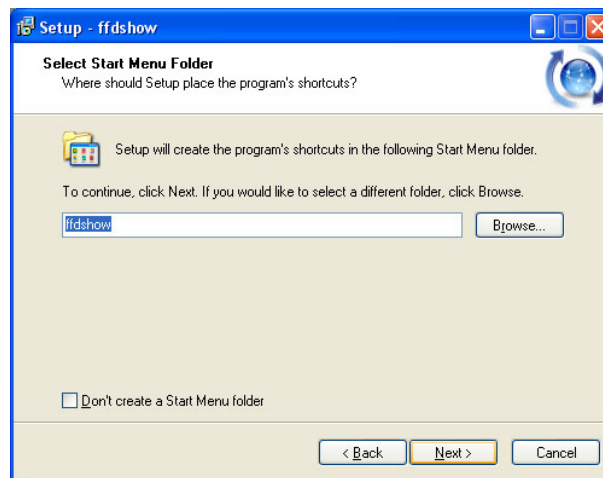 Setup - ffdshow
Select Start Menu Folder
Where should Setup place the program's shortcuts?
Setup will create the program's shortcuts in the following Start Menu folder.
To continue, click Next. If you would like to select a different folder, click Browse.
ffdshow
Browse...
Don't create a Start Menu folder
< Back
Next >
Cancel